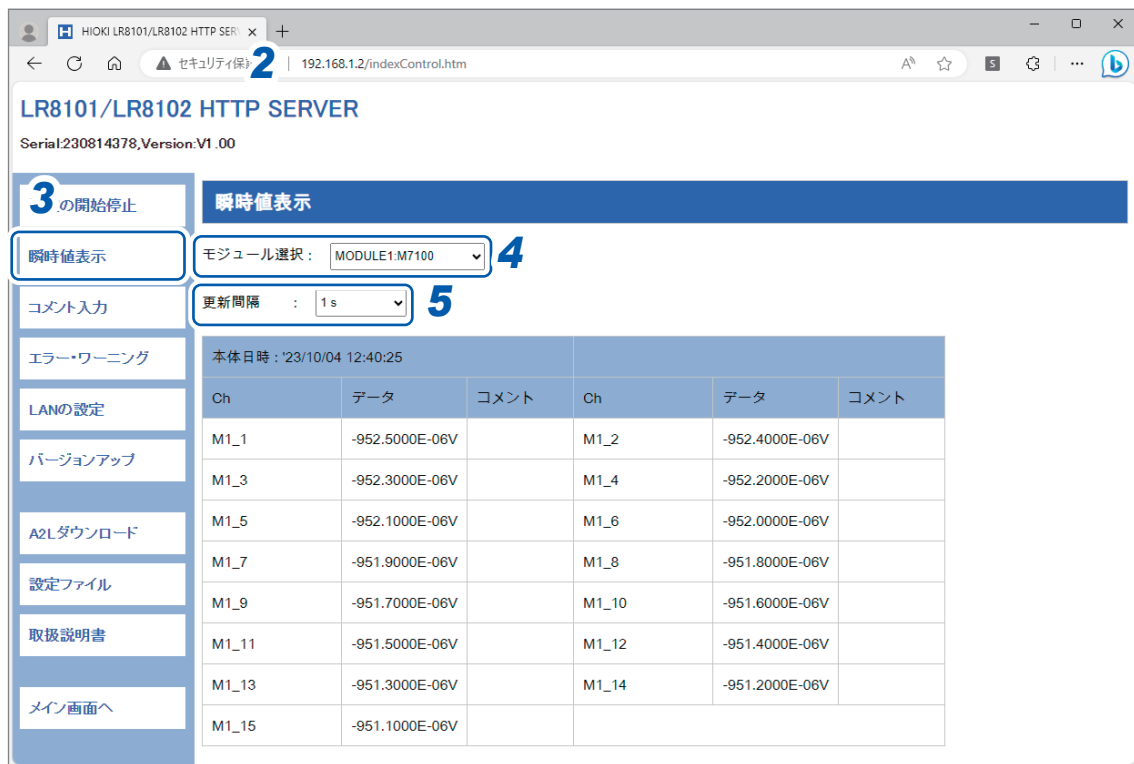 HIOKI LR8101/LR8102 HTTP SER
セキュリティ保 2 192.168.1.2/indexControl.htm
LR8101/LR8102 HTTP SERVER
Serial:230814378,Version:V1.00
3 の開始停止
瞬時値表示
コメント入力
エラー・ワーニング
LANの設定
バージョンアップ
A2Lダウンロード
設定ファイル
取扱説明書
メイン画面へ
瞬時値表示
モジュール選択 : MODULE1:M7100 4
更新間隔 : 1 s 5
本体日時 : '23/10/04 12:40:25
Ch データ コメント Ch データ コメント
M1_1 -952.5000E-06V M1_2 -952.4000E-06V
M1_3 -952.3000E-06V M1_4 -952.2000E-06V
M1_5 -952.1000E-06V M1_6 -952.0000E-06V
M1_7 -951.9000E-06V M1_8 -951.8000E-06V
M1_9 -951.7000E-06V M1_10 -951.6000E-06V
M1_11 -951.5000E-06V M1_12 -951.4000E-06V
M1_13 -951.3000E-06V M1_14 -951.2000E-06V
M1_15 -951.1000E-06V